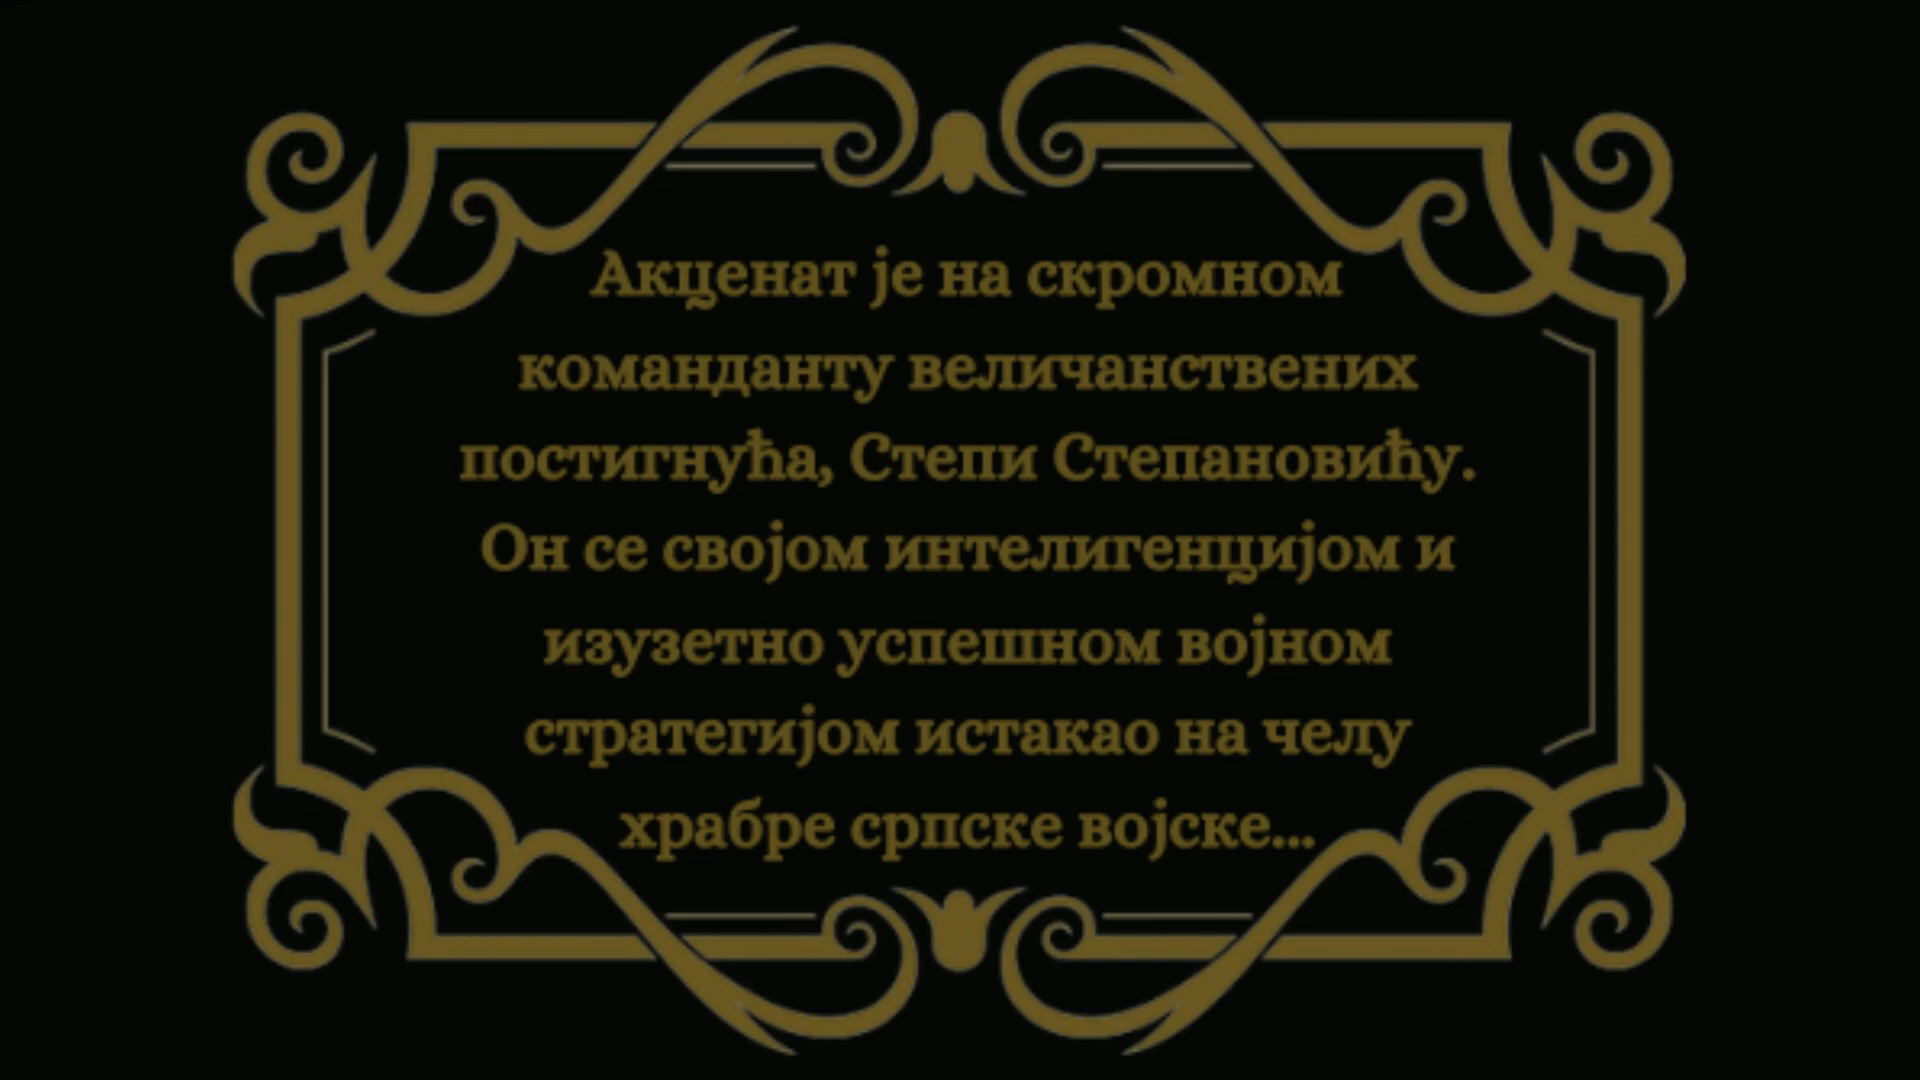 Акценат је на скромном
команданту величанствених
постигнућа, Степи Степановићу.
Он се својом интелигенцијом и
изузетно успешном војном
стратегијом истакао на челу
храбре српске војске...